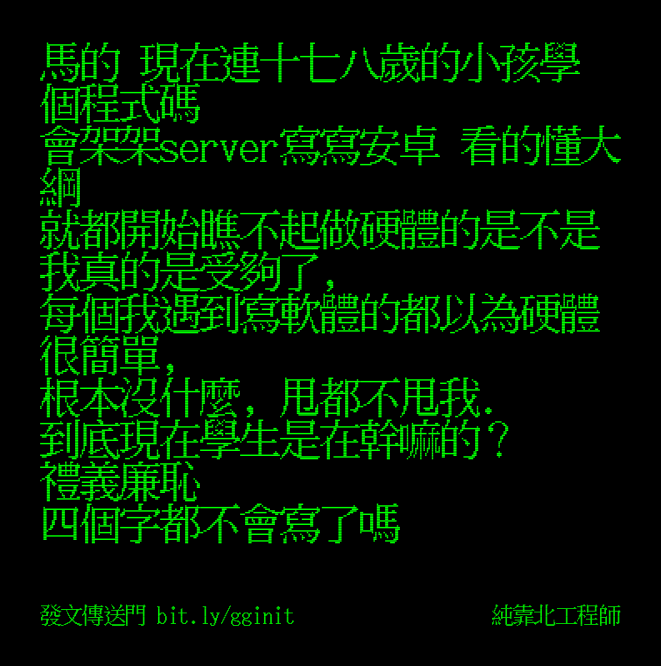 馬的 現在連十七八歲的小孩學
個程式碼
會架架server寫寫安卓 看的懂大
綱
就都開始瞧不起做硬體的是不是
我真的是受夠了,
每個我遇到寫軟體的都以為硬體
很簡單,
根本沒什麼, 甩都不甩我.
到底現在學生是在幹嘛的？
禮義廉恥
四個字都不會寫了嗎
發文傳送門 bit.ly/gginit
純靠北工程師